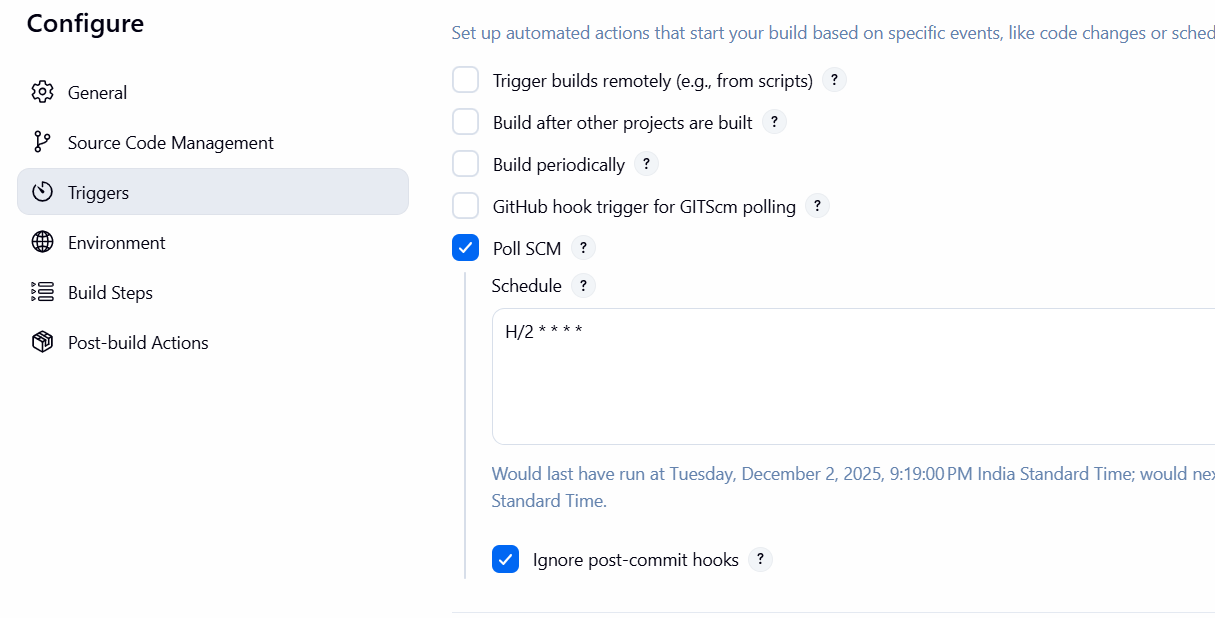 Configure
General
Source Code Management
Triggers
Environment
Build Steps
Post-build Actions
Set up automated actions that start your build based on specific events, like code changes or sched
Trigger builds remotely (e.g., from scripts) ?
Build after other projects are built ?
Build periodically ?
GitHub hook trigger for GITScm polling ?
Poll SCM ?
Schedule ?
H/2 * * * *
Would last have run at Tuesday, December 2, 2025, 9:19:00 PM India Standard Time; would nex
Standard Time.
Ignore post-commit hooks ?